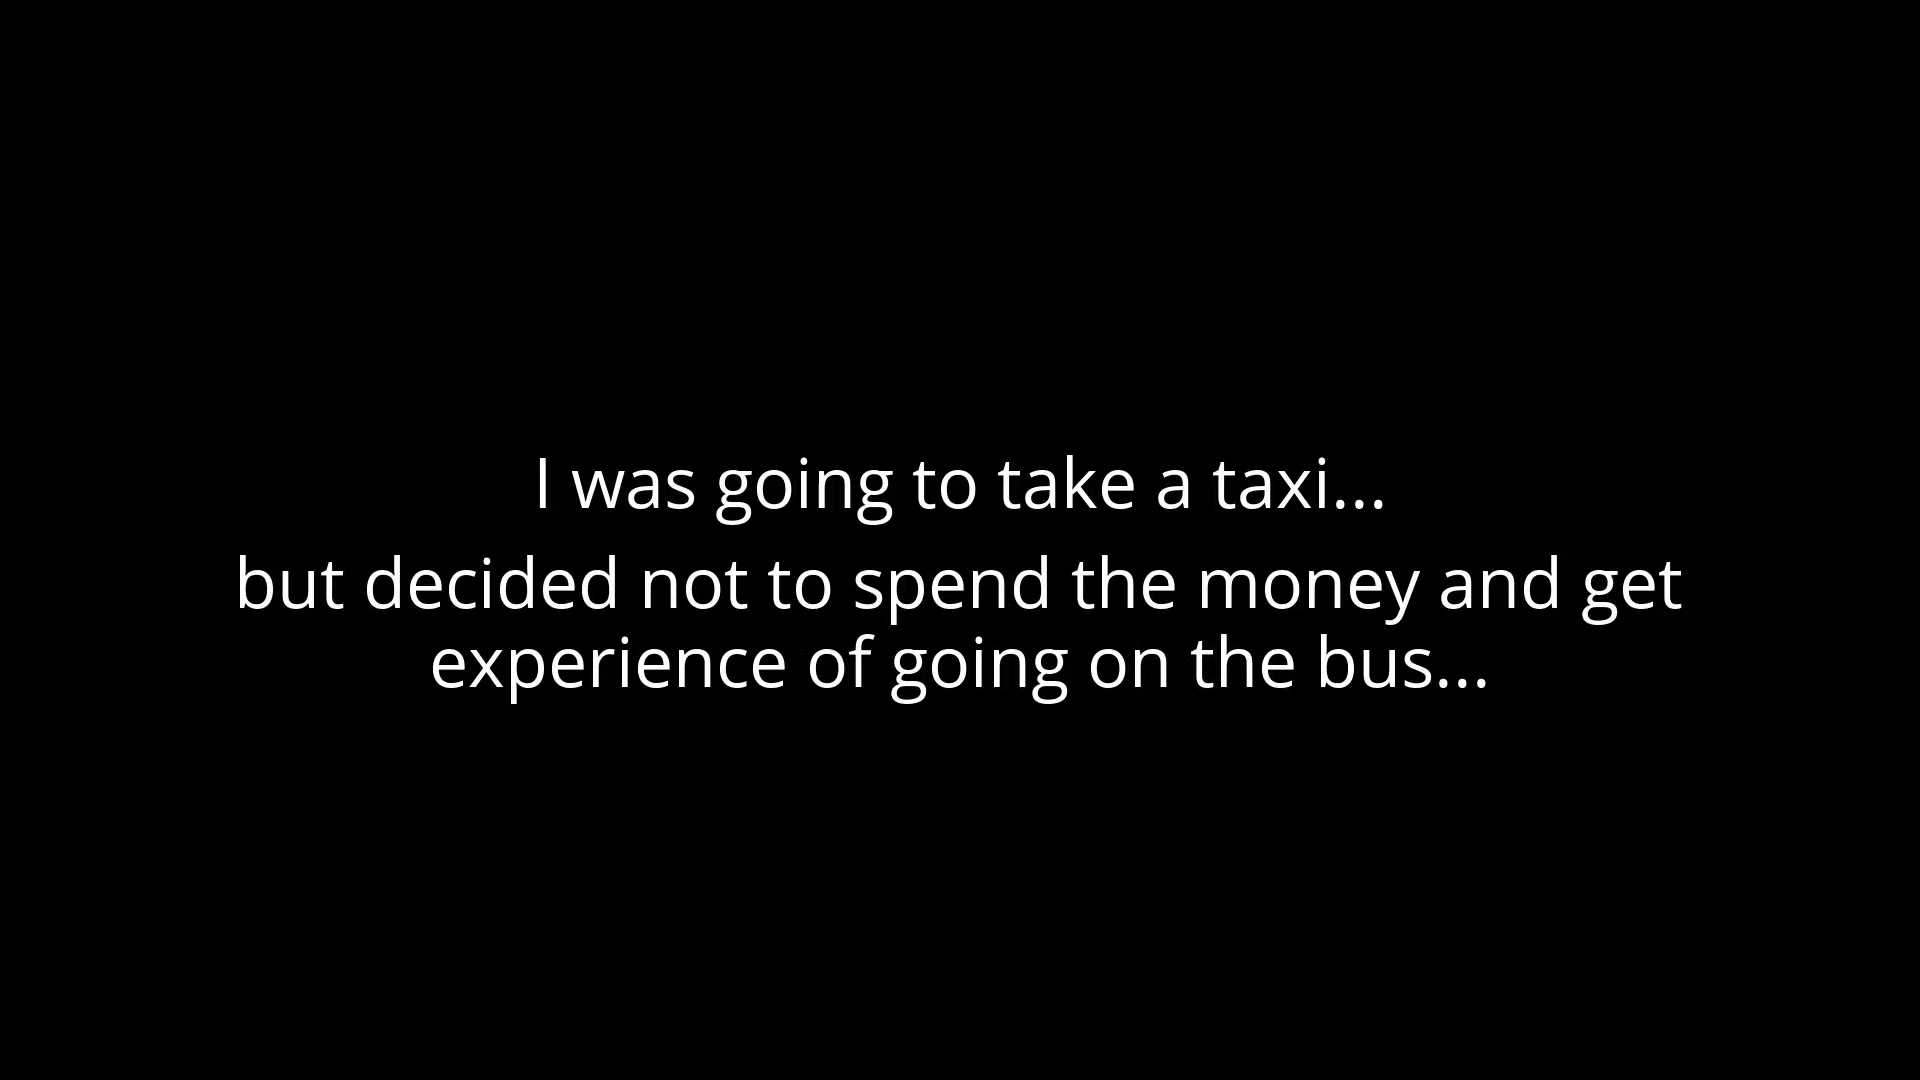 I was going to take a taxi...
but decided not to spend the money and get
experience of going on the bus...